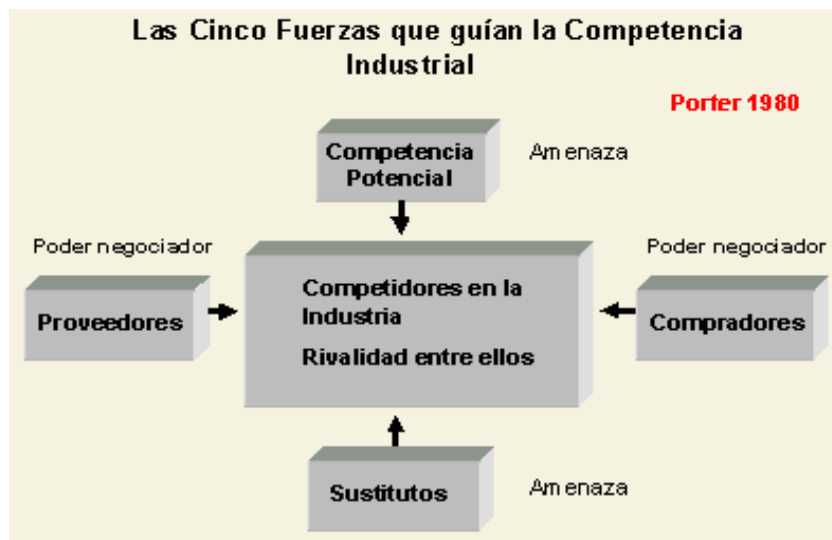 Las Cinco Fuerzas que guían la Competencia
Industrial
Porter 1980
Competencia
Potencial
Amenaza
Poder negociador
Poder negociador
Proveedores
Competidores en la
Industria
Rivalidad entre ellos
Compradores
Sustitutos
Amenaza